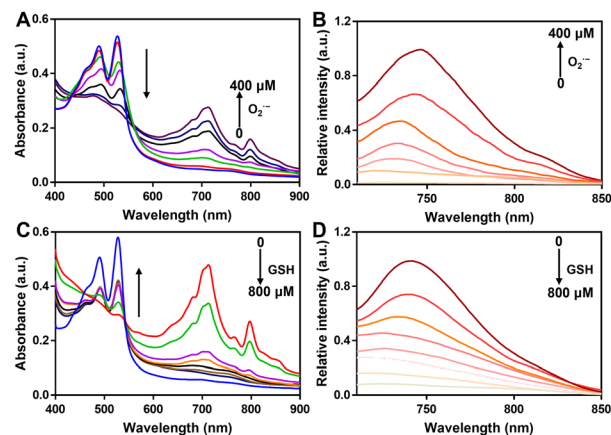 A
Absorbance (a.u.)
0.6
0.4
0.2
0.0
400 500 600 700 800 900
Wavelength (nm)
400 μM
O₂·−
0
B
Relative intensity (a.u.)
1.2
0.8
0.4
0.0
750 800 850
Wavelength (nm)
400 μM
O₂·−
0
C
Absorbance (a.u.)
0.6
0.4
0.2
0.0
400 500 600 700 800 900
Wavelength (nm)
0
GSH
800 μM
D
Relative intensity (a.u.)
1.2
0.9
0.6
0.3
0.0
750 800 850
Wavelength (nm)
0
GSH
800 μM